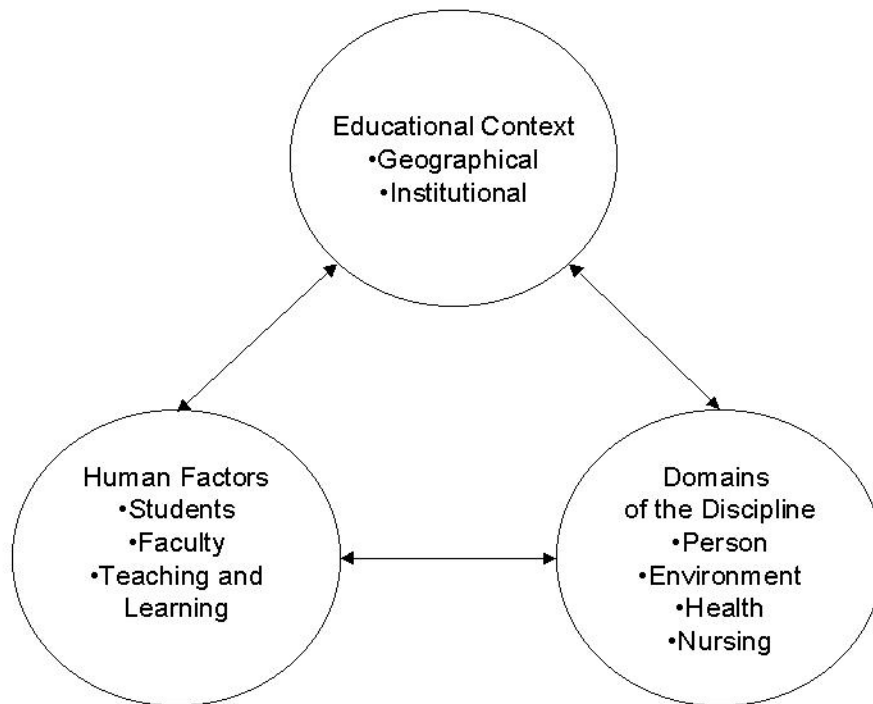 Educational Context
•Geographical
•Institutional
Human Factors
•Students
•Faculty
•Teaching and
Learning
Domains
of the Discipline
•Person
•Environment
•Health
•Nursing